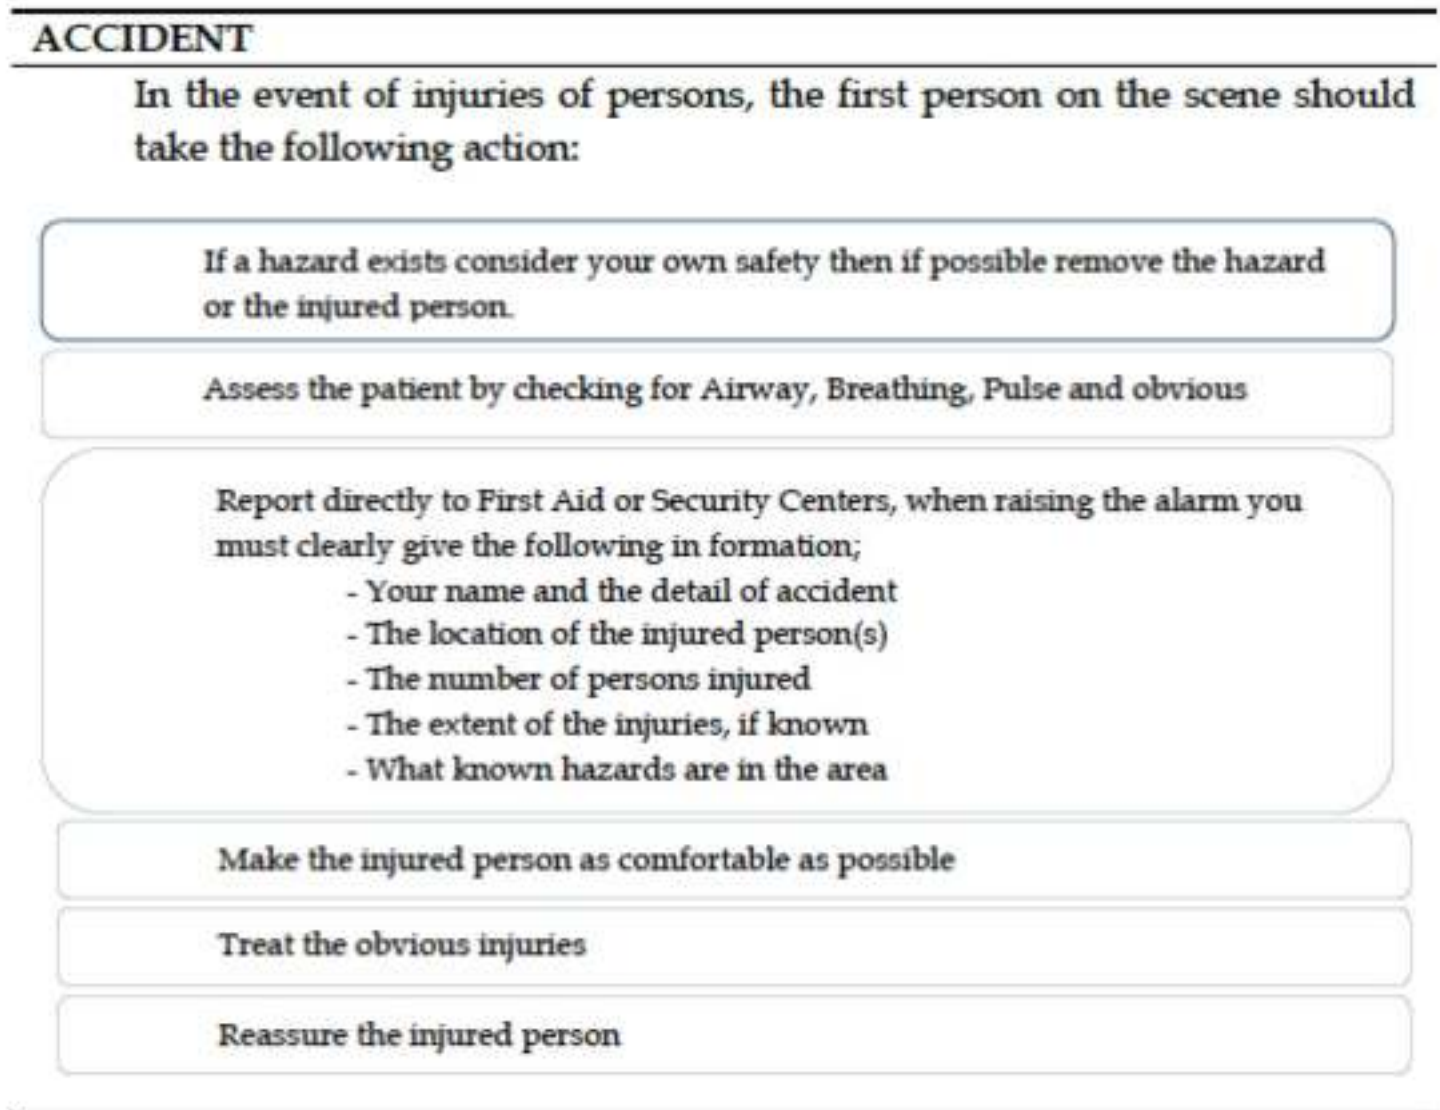 ACCIDENT
In the event of injuries of persons, the first person on the scene should
take the following action:
If a hazard exists consider your own safety then if possible remove the hazard
or the injured person.
Assess the patient by checking for Airway, Breathing, Pulse and obvious
Report directly to First Aid or Security Centers, when raising the alarm you
must clearly give the following in formation;
- Your name and the detail of accident
- The location of the injured person(s)
- The number of persons injured
- The extent of the injuries, if known
- What known hazards are in the area
Make the injured person as comfortable as possible
Treat the obvious injuries
Reassure the injured person